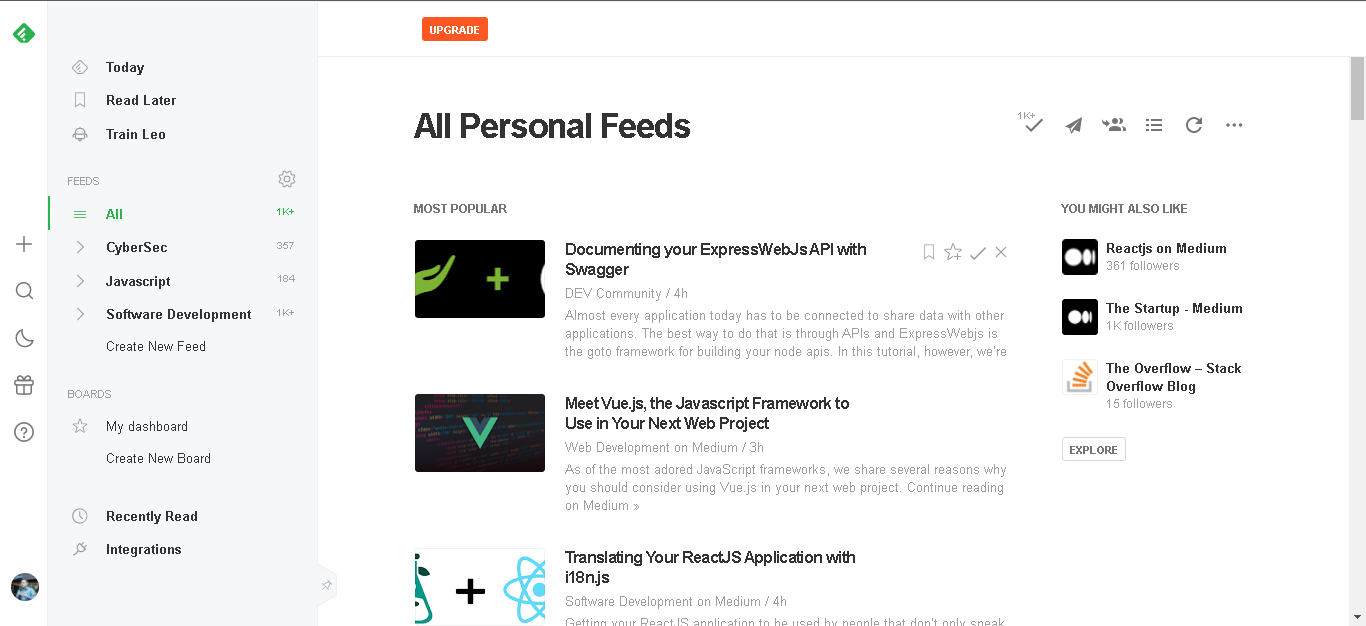 UPGRADE
Today
Read Later
Train Leo
FEEDS
All 1K+
CyberSec 357
Javascript 184
Software Development 1K+
Create New Feed
BOARDS
My dashboard
Create New Board
Recently Read
Integrations
All Personal Feeds
1K+
MOST POPULAR
Documenting your ExpressWebJs API with
Swagger
DEV Community / 4h
Almost every application today has to be connected to share data with other
applications. The best way to do that is through APIs and ExpressWebjs is
the goto framework for building your node apis. In this tutorial, however, we're
Meet Vue.js, the Javascript Framework to
Use in Your Next Web Project
Web Development on Medium / 3h
As of the most adored JavaScript frameworks, we share several reasons why
you should consider using Vue.js in your next web project. Continue reading
on Medium »
Translating Your ReactJS Application with
i18n.js
Software Development on Medium / 4h
Getting your ReactJS application to be used by people that don't only speak
YOU MIGHT ALSO LIKE
Reactjs on Medium
361 followers
The Startup - Medium
1K followers
The Overflow – Stack
Overflow Blog
15 followers
EXPLORE